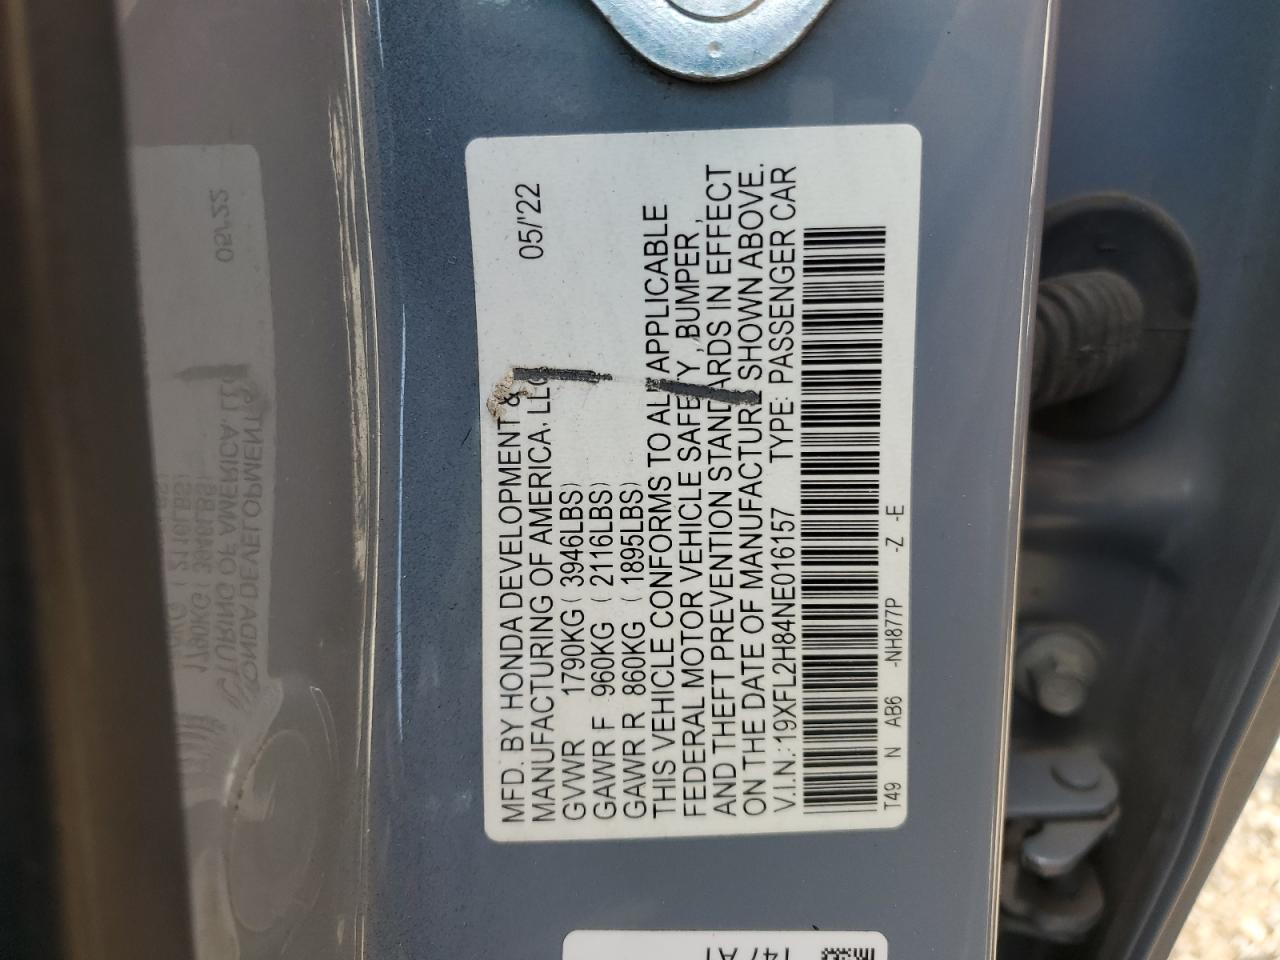 MFD. BY HONDA DEVELOPMENT & 05/'22
MANUFACTURING OF AMERICA, LLC
GVWR 1790KG ( 3946LBS)
GAWR F 960KG ( 2116LBS)
GAWR R 860KG ( 1895LBS)
THIS VEHICLE CONFORMS TO ALL APPLICABLE
FEDERAL MOTOR VEHICLE SAFETY, BUMPER,
AND THEFT PREVENTION STANDARDS IN EFFECT
ON THE DATE OF MANUFACTURE SHOWN ABOVE.
V.I.N.: 19XFL2H84NE016157 TYPE: PASSENGER CAR
T49 N AB6 -NH877P -Z -E